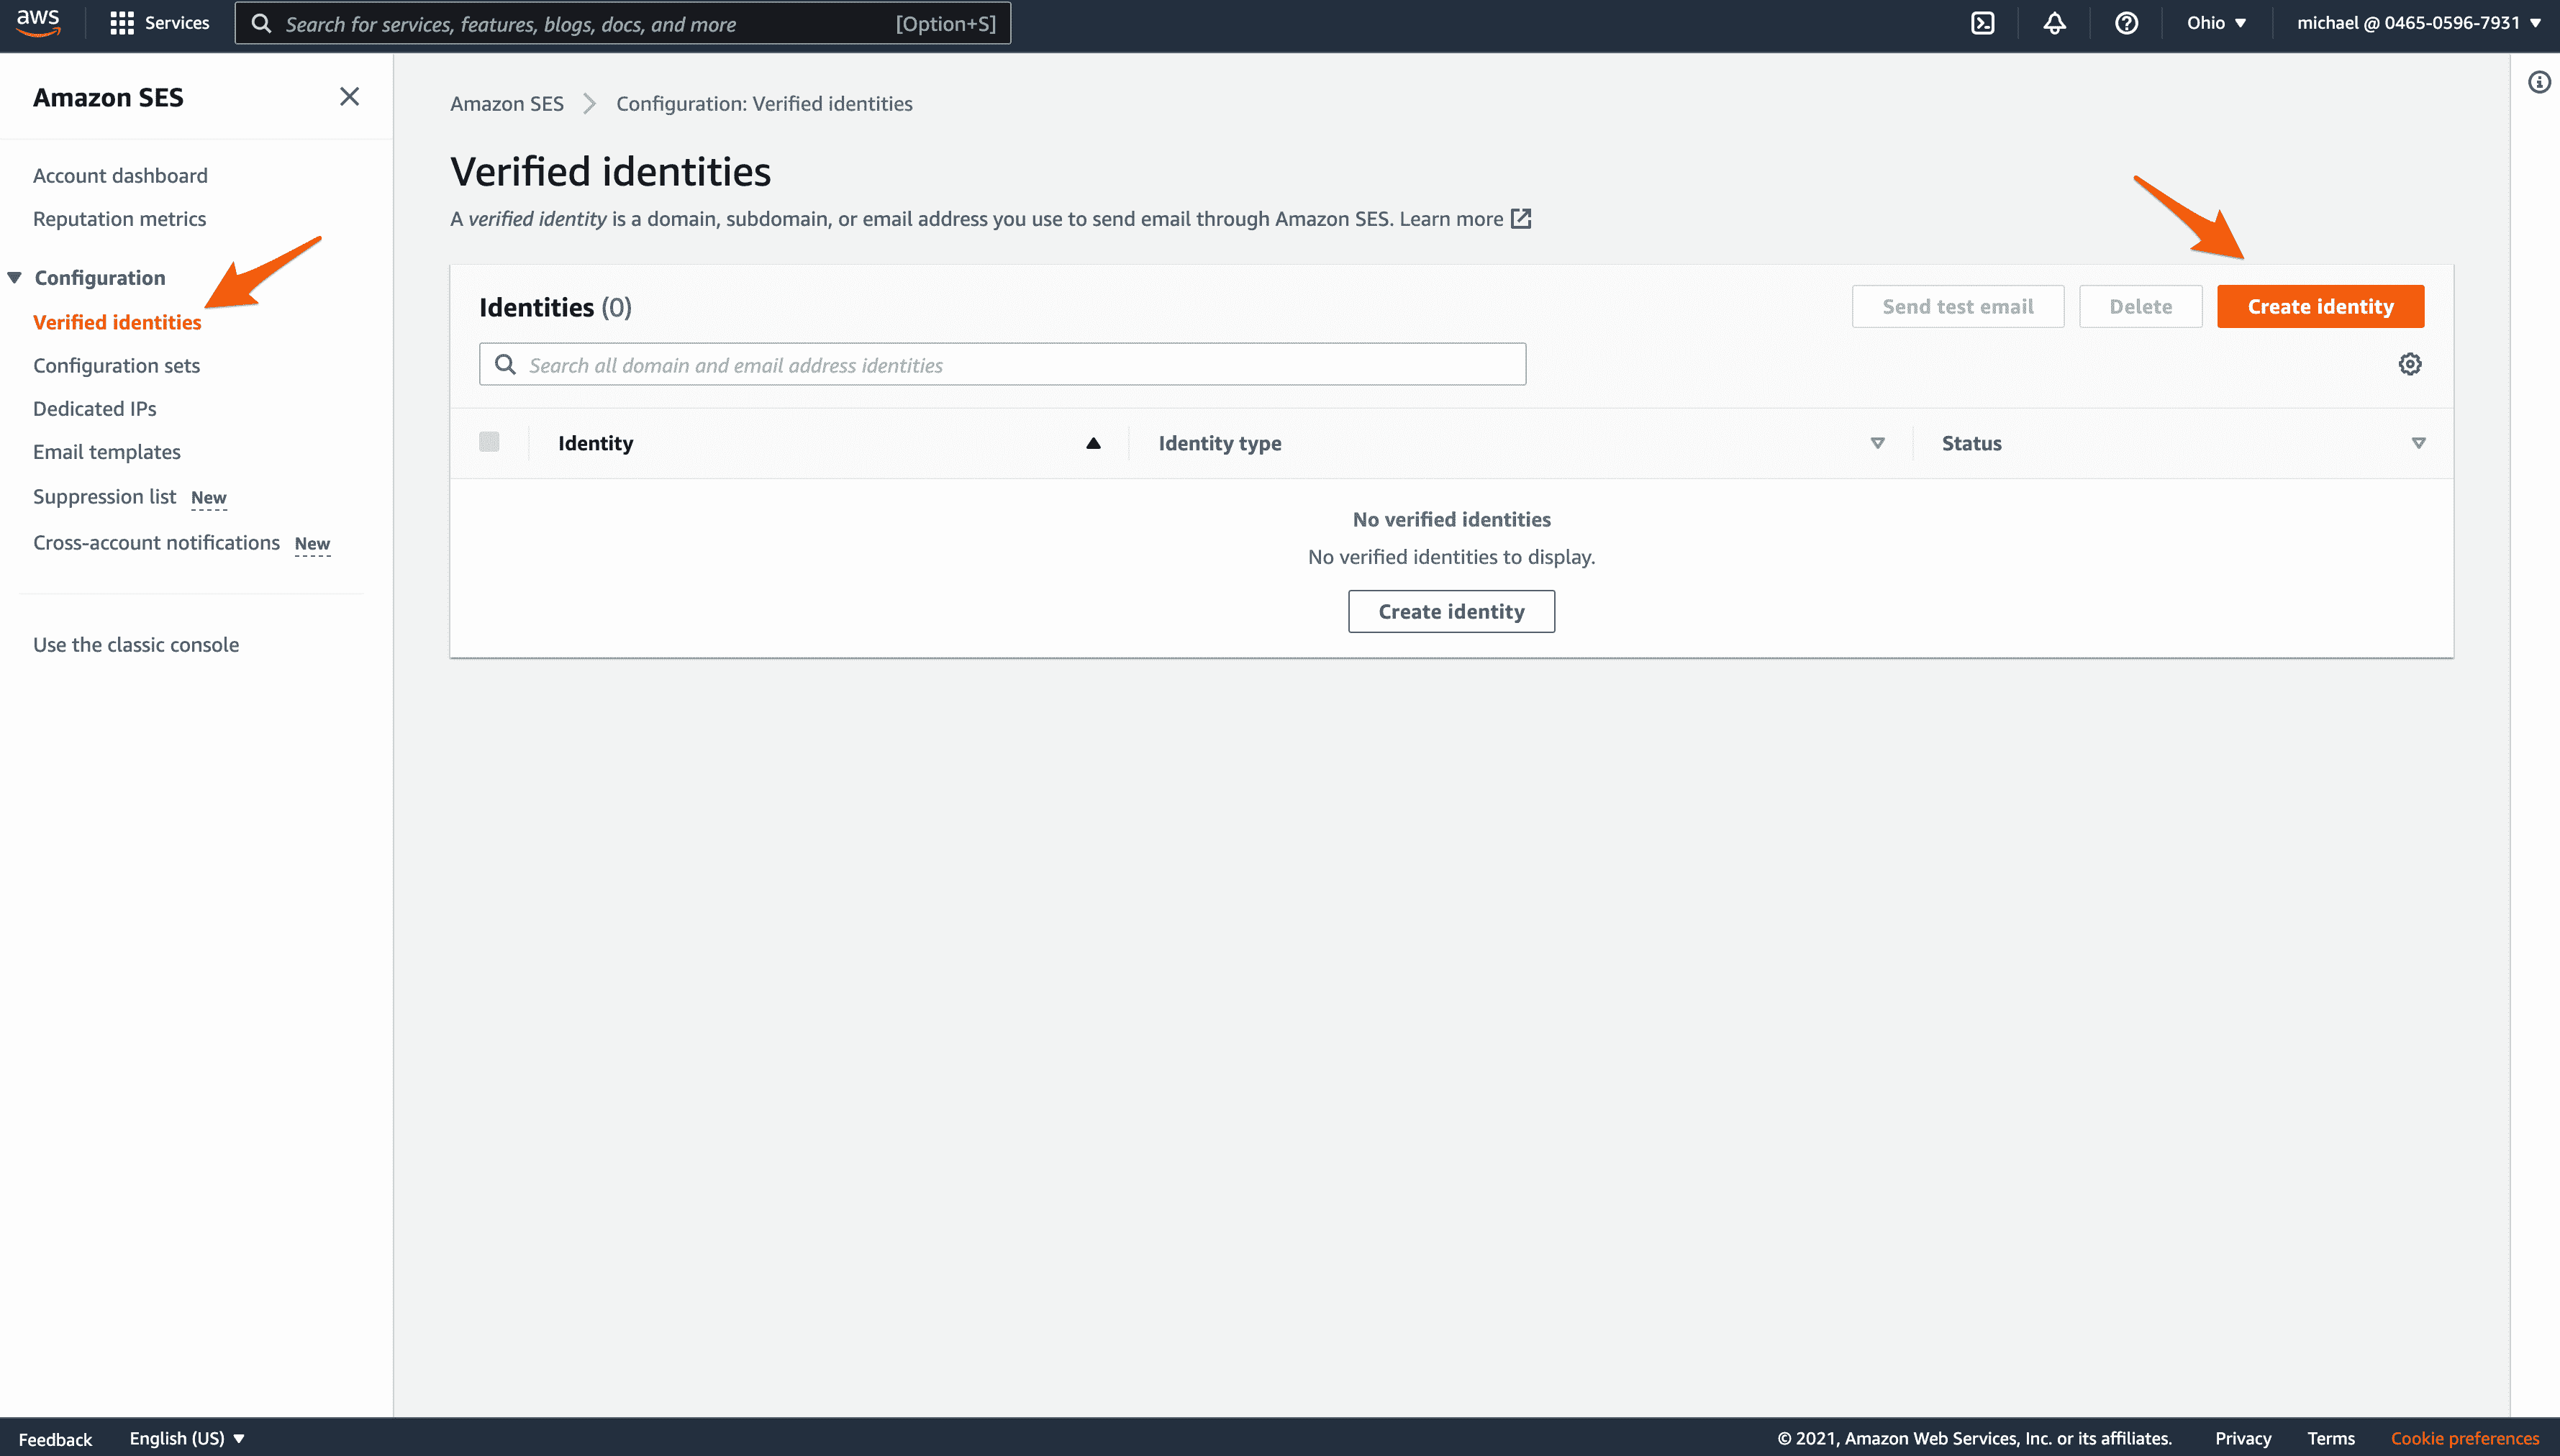 aws Services Search for services, features, blogs, docs, and more [Option+S] Ohio michael @ 0465-0596-7931
Amazon SES
Account dashboard
Reputation metrics
Configuration
Verified identities
Configuration sets
Dedicated IPs
Email templates
Suppression list New
Cross-account notifications New
Use the classic console
Amazon SES Configuration: Verified identities
Verified identities
A verified identity is a domain, subdomain, or email address you use to send email through Amazon SES. Learn more
Identities (0) Send test email Delete Create identity
Search all domain and email address identities
Identity Identity type Status
No verified identities
No verified identities to display.
Create identity
Feedback English (US) © 2021, Amazon Web Services, Inc. or its affiliates. Privacy Terms Cookie preferences